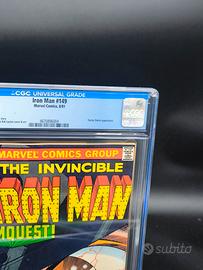 CGC UNIVERSAL GRADE
Iron Man #149
Marvel Comics, 8/81
Doctor Doom appearance.
MARVEL COMICS GROUP
THE INVINCIBLE
IRON MAN
NQUEST!
subito